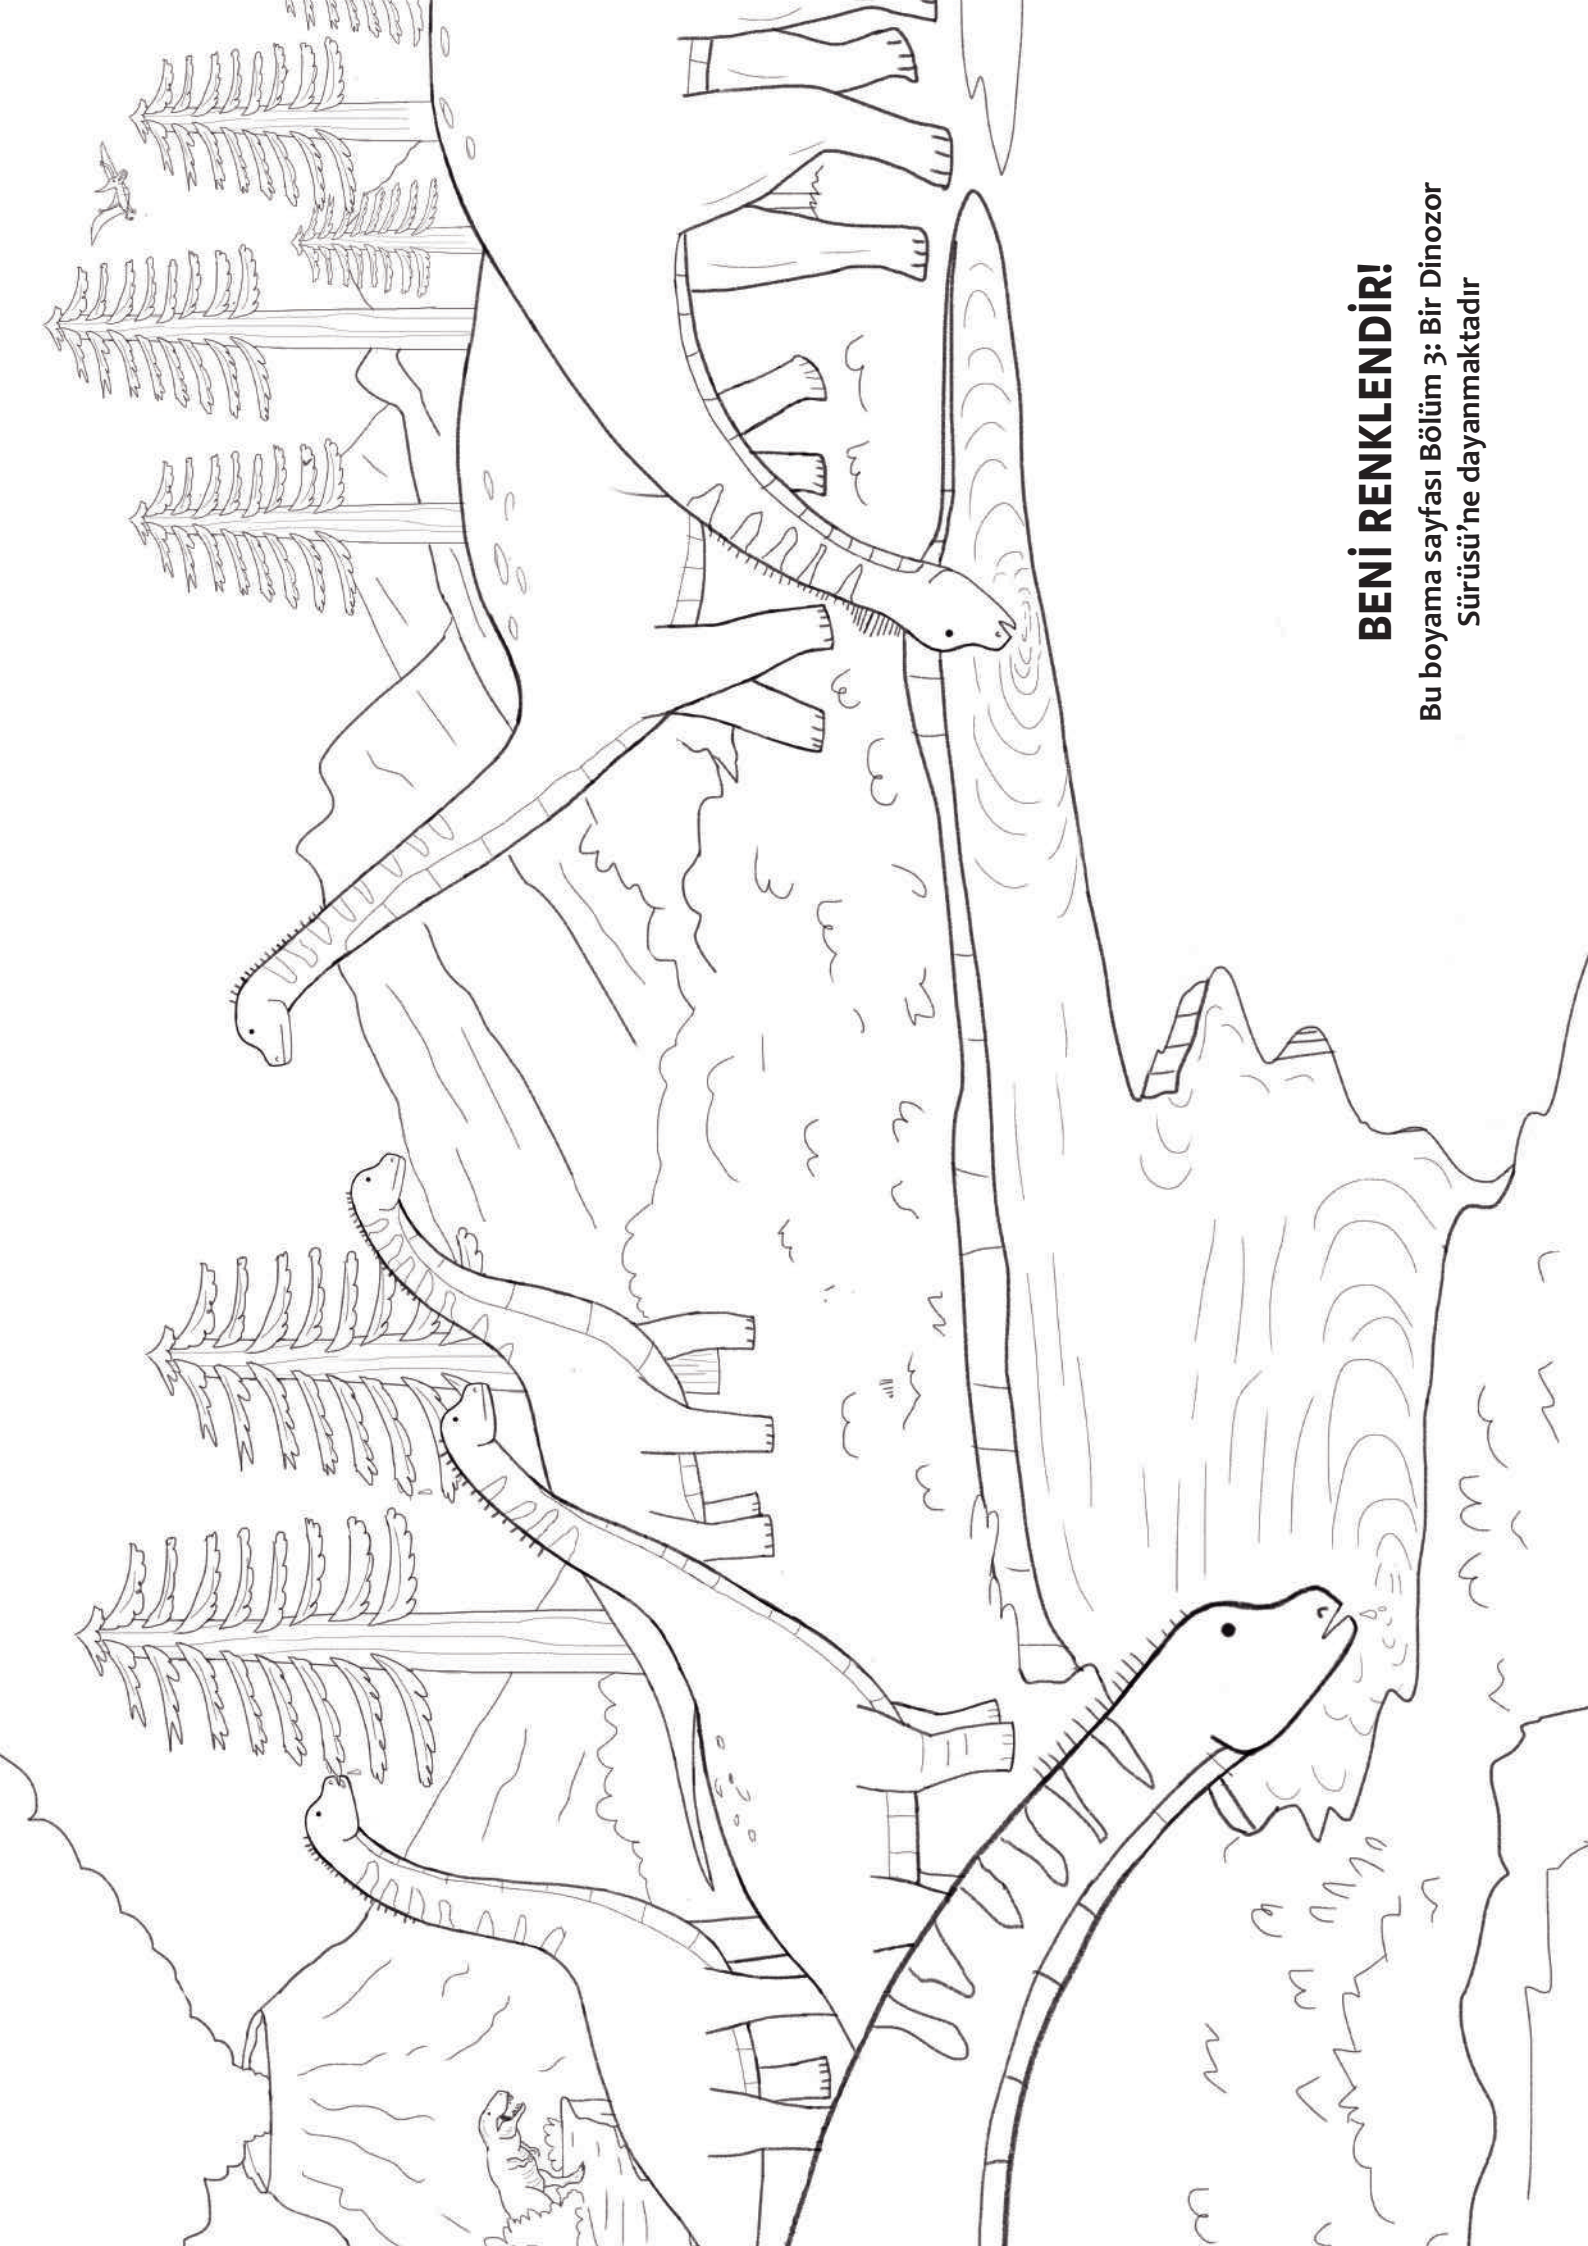 BENİ RENKLENDİR!
Bu boyama sayfası Bölüm 3: Bir Dinozor
Sürüsü’ne dayanmaktadır